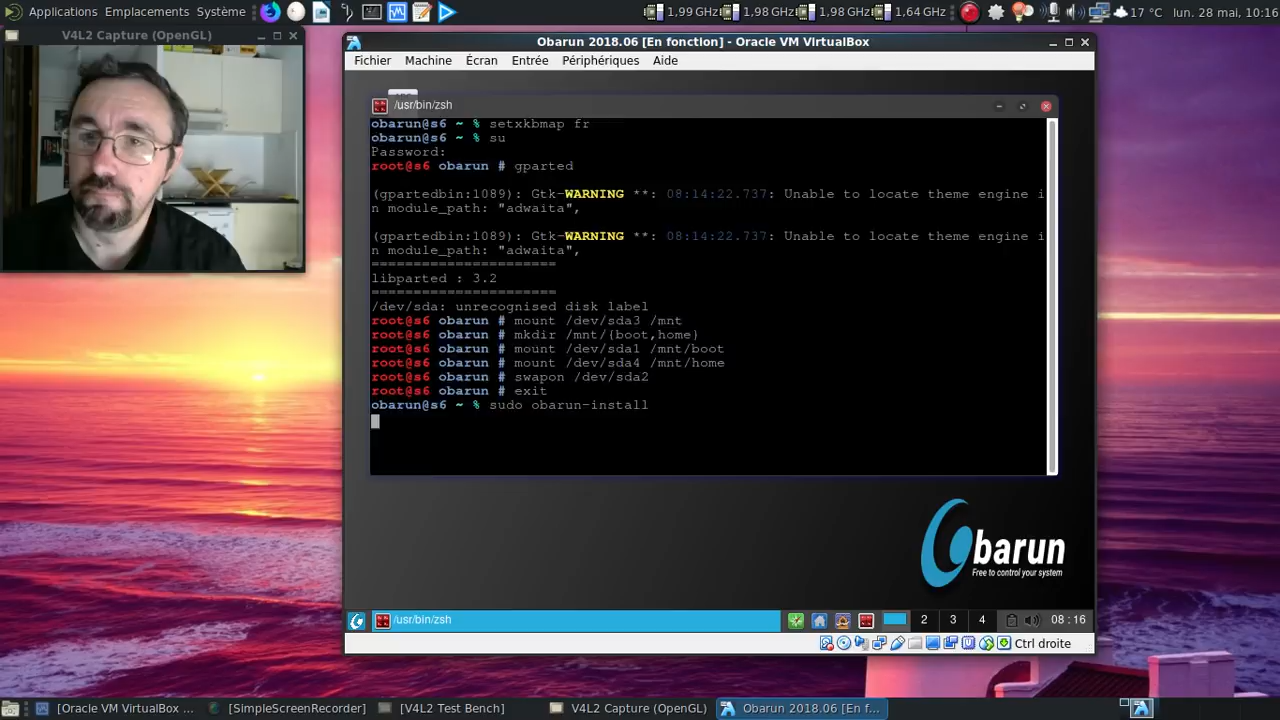 Applications Emplacements Système
1,99 GHz 1,98 GHz 1,98 GHz 1,64 GHz 17 °C lun. 28 mai, 10:16
V4L2 Capture (OpenGL)
Obarun 2018.06 [En fonction] - Oracle VM VirtualBox
Fichier Machine Écran Entrée Périphériques Aide
/usr/bin/zsh
obarun@s6 ~ % setxkbmap fr
obarun@s6 ~ % su
Password:
root@s6 obarun # gparted
(gpartedbin:1089): Gtk-WARNING **: 08:14:22.737: Unable to locate theme engine i
n module_path: "adwaita",
(gpartedbin:1089): Gtk-WARNING **: 08:14:22.737: Unable to locate theme engine i
n module_path: "adwaita",
======================
libparted : 3.2
======================
/dev/sda: unrecognised disk label
root@s6 obarun # mount /dev/sda3 /mnt
root@s6 obarun # mkdir /mnt/{boot,home}
root@s6 obarun # mount /dev/sda1 /mnt/boot
root@s6 obarun # mount /dev/sda4 /mnt/home
root@s6 obarun # swapon /dev/sda2
root@s6 obarun # exit
obarun@s6 ~ % sudo obarun-install
Obarun
Free to control your system
/usr/bin/zsh 2 3 4 08:16
Ctrl droite
[Oracle VM VirtualBox ... [SimpleScreenRecorder] [V4L2 Test Bench] V4L2 Capture (OpenGL) Obarun 2018.06 [En f...